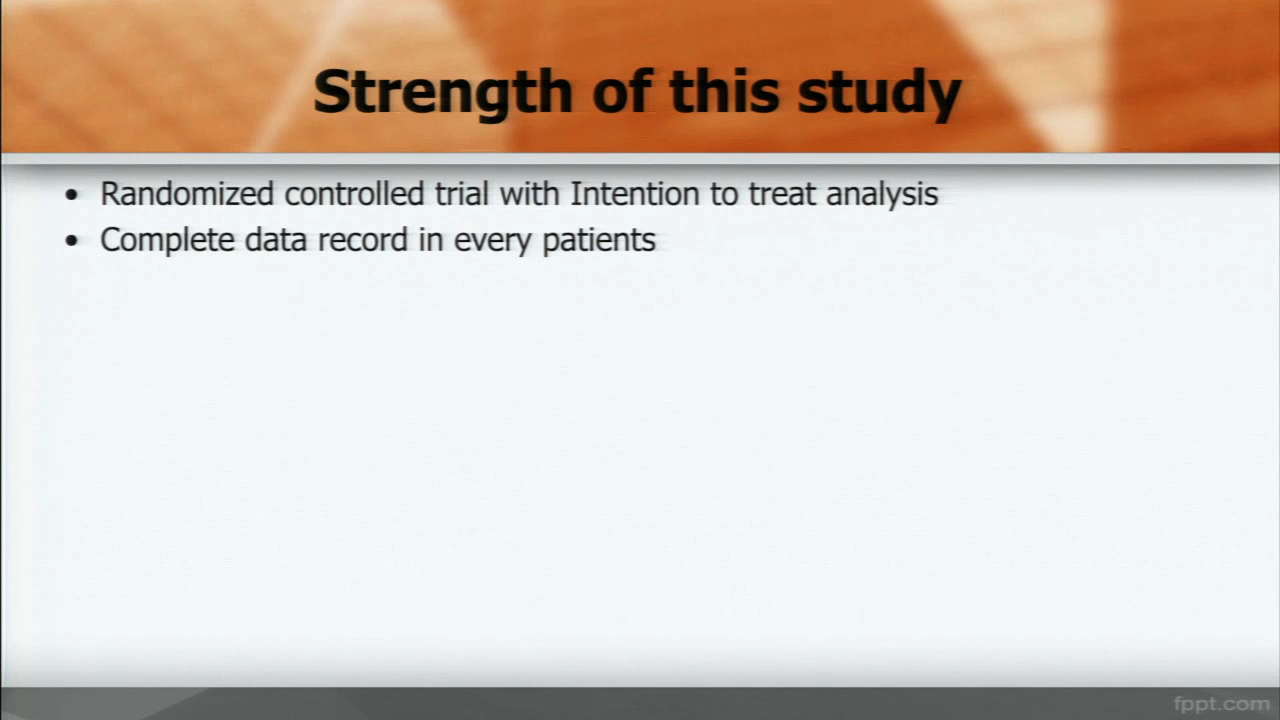 Strength of this study
• Randomized controlled trial with Intention to treat analysis
• Complete data record in every patients
fppt.com